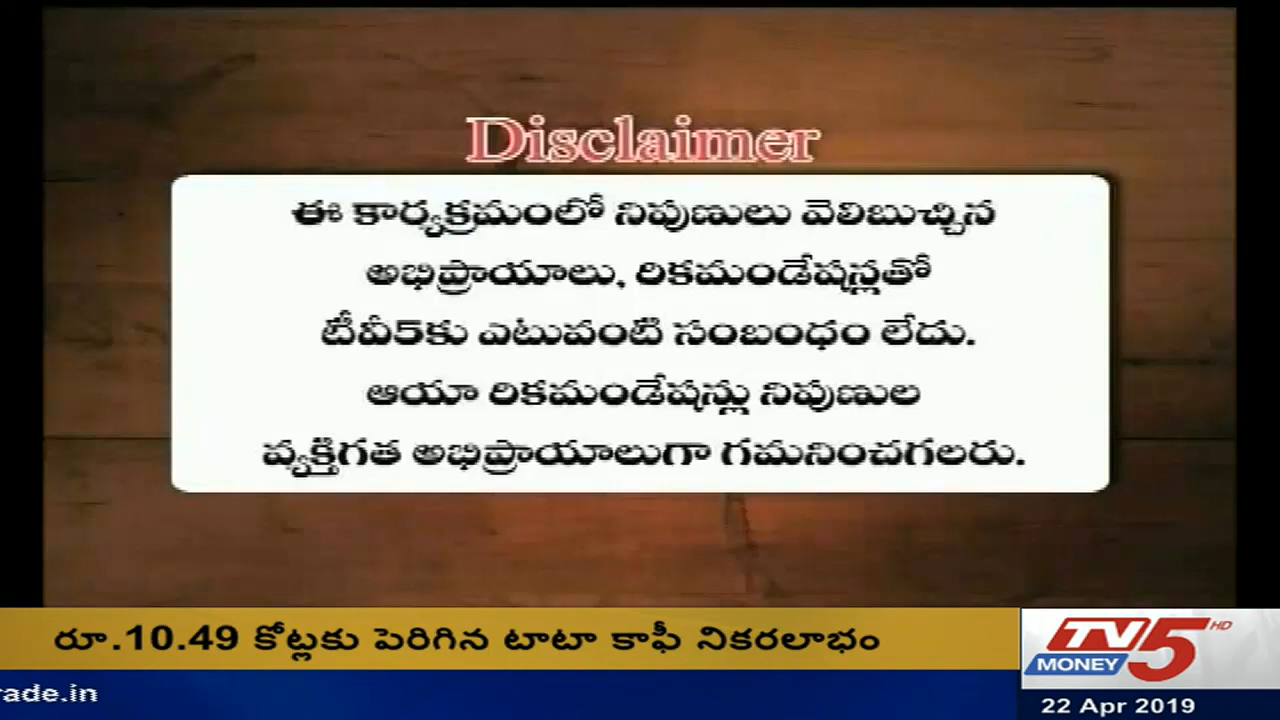 Disclaimer
ఈ కార్యక్రమంలో నిపుణులు వెలిబుచ్చిన
అభిప్రాయాలు, రికమండేషన్లతో
టీవీ5కు ఎటువంటి సంబంధం లేదు.
ఆయా రికమండేషన్లు నిపుణుల
వ్యక్తిగత అభిప్రాయాలుగా గమనించగలరు.
రూ.10.49 కోట్లకు పెరిగిన టాటా కాఫీ నికరలాభం
TV5 HD
MONEY
rade.in
22 Apr 2019